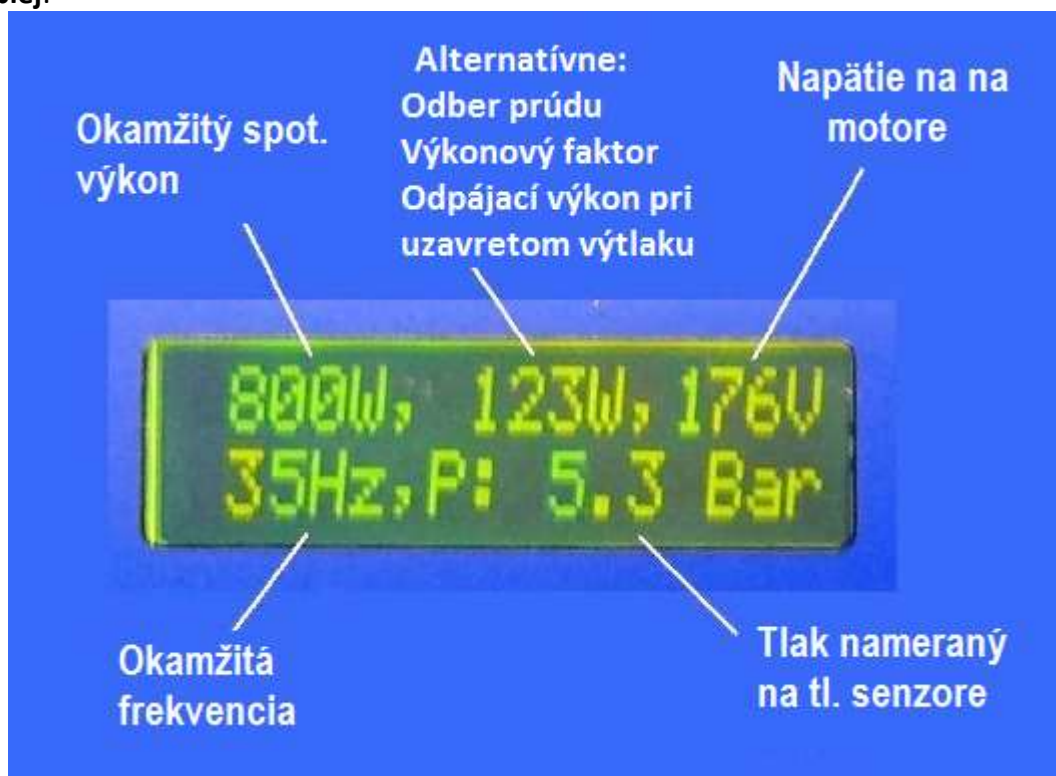 Okamžitý spot.
výkon
Alternatívne:
Odber prúdu
Výkonový faktor
Odpájací výkon pri
uzavretom výtlaku
Napätie na na
motore
800W, 123W,176V
35Hz,P: 5.3 Bar
Okamžitá
frekvencia
Tlak nameraný
na tl. senzore